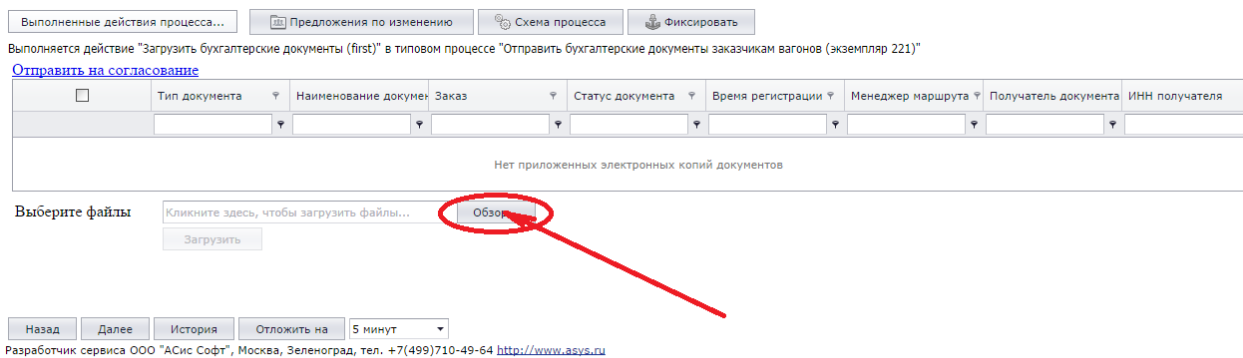 Выполненные действия процесса... Предложения по изменению Схема процесса Фиксировать
Выполняется действие "Загрузить бухгалтерские документы (first)" в типовом процессе "Отправить бухгалтерские документы заказчикам вагонов (экземпляр 221)"
Отправить на согласование
Тип документа Наименование докумен Заказ Статус документа Время регистрации Менеджер маршрута Получатель документа ИНН получателя
Нет приложенных электронных копий документов
Выберите файлы Кликните здесь, чтобы загрузить файлы... Обзор...
Загрузить
Назад Далее История Отложить на 5 минут
Разработчик сервиса ООО "АСис Софт", Москва, Зеленоград, тел. +7(499)710-49-64 http://www.asys.ru